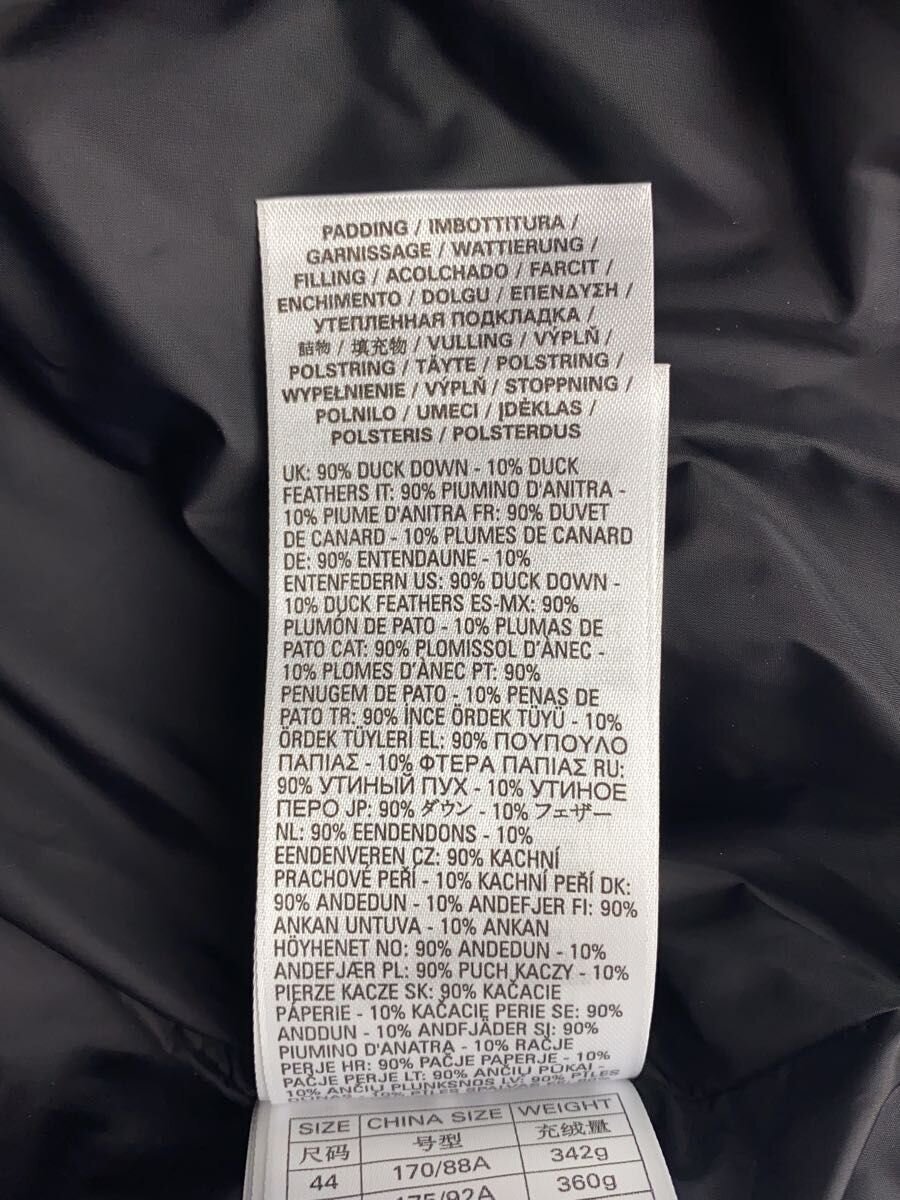 PADDING / IMBOTTITURA /
GARNISSAGE / WATTIERUNG /
FILLING / ACOLCHADO / FARCIT /
ENCHIMENTO / DOLGU / ΕΠΕΝΔΥΣΗ /
УТЕПЛЕННАЯ ПОДКЛАДКА /
詰物 / 填充物 / VULLING / VÝPLŇ /
POLSTRING / TÄYTE / POLSTRING /
WYPEŁNIENIE / VÝPLŇ / STOPPNING /
POLNILO / UMECI / ĮDĖKLAS /
POLSTERIS / POLSTERDUS
UK: 90% DUCK DOWN - 10% DUCK
FEATHERS IT: 90% PIUMINO D'ANITRA -
10% PIUME D'ANITRA FR: 90% DUVET
DE CANARD - 10% PLUMES DE CANARD
DE: 90% ENTENDAUNE - 10%
ENTENFEDERN US: 90% DUCK DOWN -
10% DUCK FEATHERS ES-MX: 90%
PLUMÓN DE PATO - 10% PLUMAS DE
PATO CAT: 90% PLOMISSOL D'ÀNEC -
10% PLOMES D'ÀNEC PT: 90%
PENUGEM DE PATO - 10% PENAS DE
PATO TR: 90% İNCE ÖRDEK TÜYÜ - 10%
ÖRDEK TÜYLERİ EL: 90% ΠΟΥΠΟΥΛΟ
ΠΑΠΙΑΣ - 10% ΦΤΕΡΑ ΠΑΠΙΑΣ RU:
90% УТИНЫЙ ПУХ - 10% УТИНОЕ
ПЕРО JP: 90% ダウン - 10% フェザー
NL: 90% EENDENDONS - 10%
EENDENVEREN CZ: 90% KACHNÍ
PRACHOVÉ PEŘÍ - 10% KACHNÍ PEŘÍ DK:
90% ANDEDUN - 10% ANDEFJER FI: 90%
ANKAN UNTUVA - 10% ANKAN
HÖYHENET NO: 90% ANDEDUN - 10%
ANDEFJÆR PL: 90% PUCH KACZY - 10%
PIERZE KACZE SK: 90% KAČACIE
PÁPERIE - 10% KAČACIE PERIE SE: 90%
ANDDUN - 10% ANDFJÄDER SI: 90%
PIUMINO D'ANATRA - 10% RAČJE
PERJE HR: 90% PAČJE PAPERJE - 10%
PAČJE PERJE LT: 90% ANČIŲ PŪKAI -
10% ANČIŲ PLUNKSNOS LV: 90% PĪLES
SIZE CHINA SIZE WEIGHT
尺码 号型 充绒量
44 170/88A 342g
175/92A 360g